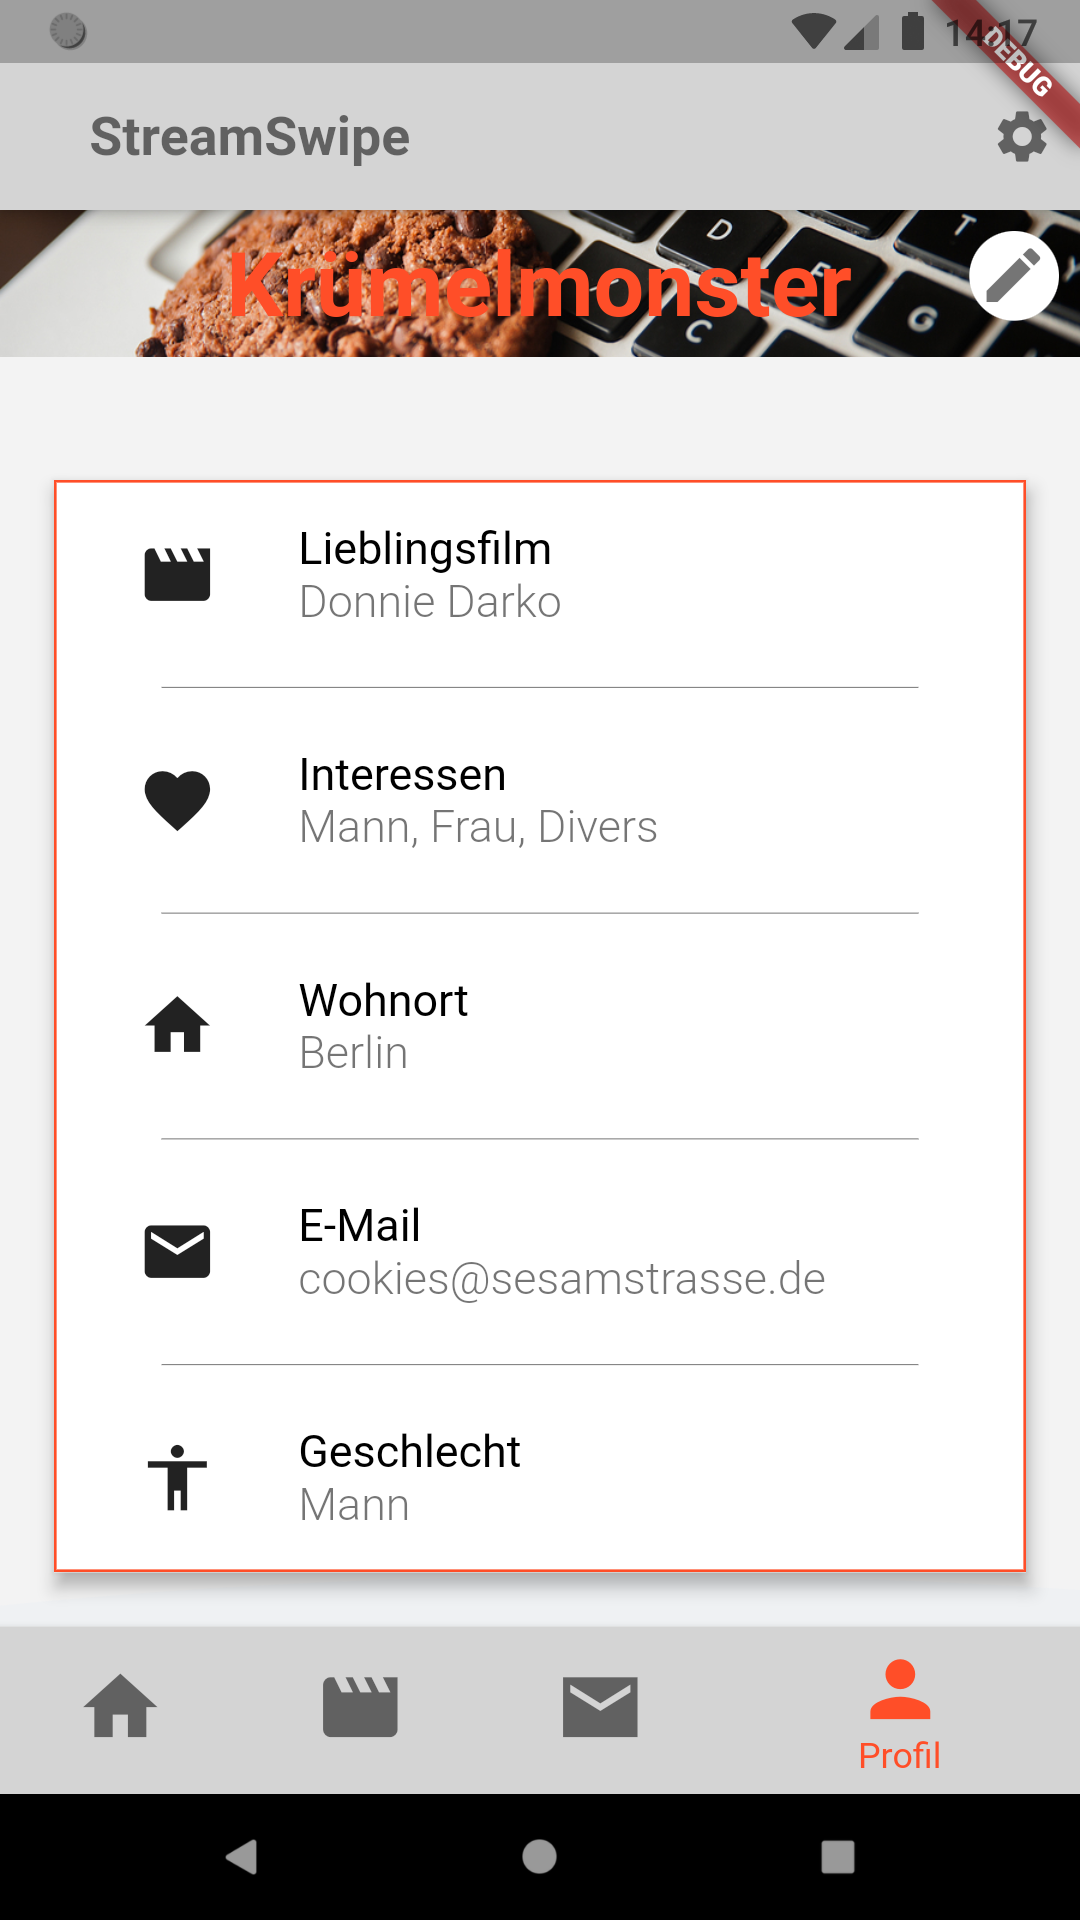 14:17
DEBUG
StreamSwipe
D
T
F
Y
C
G
Krümelmonster
Lieblingsfilm
Donnie Darko
Interessen
Mann, Frau, Divers
Wohnort
Berlin
E-Mail
cookies@sesamstrasse.de
Geschlecht
Mann
Profil